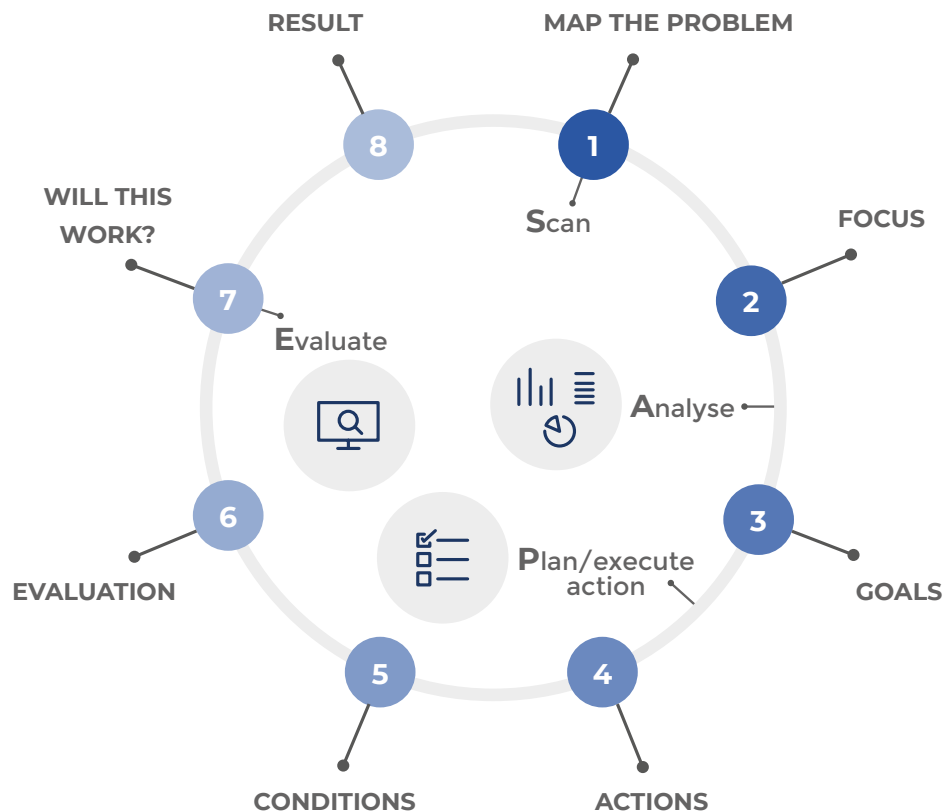 RESULT
MAP THE PROBLEM
8
1
Scan
WILL THIS
WORK?
FOCUS
7
2
Evaluate
Analyse
6
3
Plan/execute
action
EVALUATION
GOALS
5
4
CONDITIONS
ACTIONS